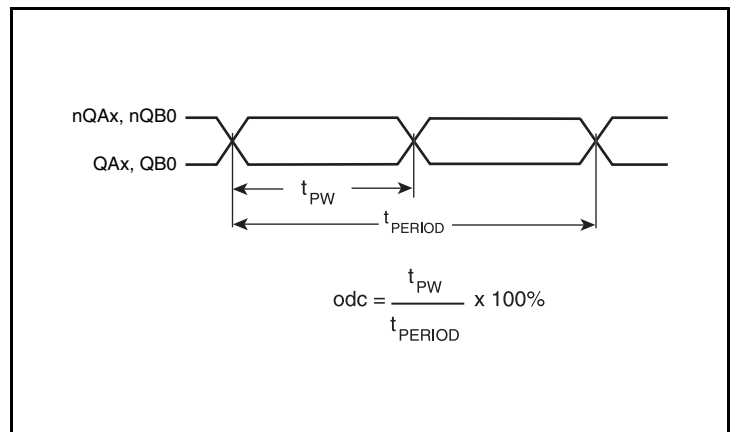 nQAx, nQB0
QAx, QB0
tPW
tPERIOD
odc = tPW / tPERIOD x 100%